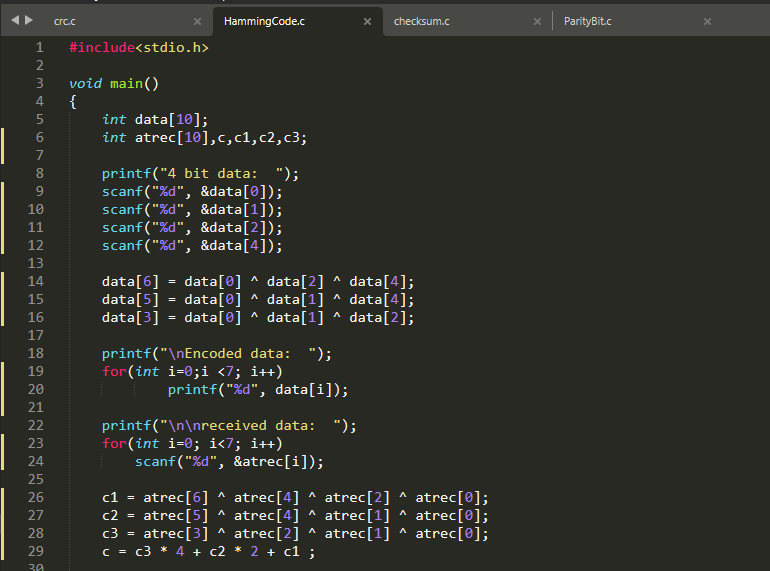 crc.c × HammingCode.c × checksum.c × ParityBit.c ×
1 #include<stdio.h>
2
3 void main()
4 {
5 int data[10];
6 int atrec[10],c,c1,c2,c3;
7
8 printf("4 bit data:  ");
9 scanf("%d", &data[0]);
10 scanf("%d", &data[1]);
11 scanf("%d", &data[2]);
12 scanf("%d", &data[4]);
13
14 data[6] = data[0] ^ data[2] ^ data[4];
15 data[5] = data[0] ^ data[1] ^ data[4];
16 data[3] = data[0] ^ data[1] ^ data[2];
17
18 printf("\nEncoded data:  ");
19 for(int i=0;i <7; i++)
20 printf("%d", data[i]);
21
22 printf("\n\nreceived data:  ");
23 for(int i=0; i<7; i++)
24 scanf("%d", &atrec[i]);
25
26 c1 = atrec[6] ^ atrec[4] ^ atrec[2] ^ atrec[0];
27 c2 = atrec[5] ^ atrec[4] ^ atrec[1] ^ atrec[0];
28 c3 = atrec[3] ^ atrec[2] ^ atrec[1] ^ atrec[0];
29 c = c3 * 4 + c2 * 2 + c1 ;
30